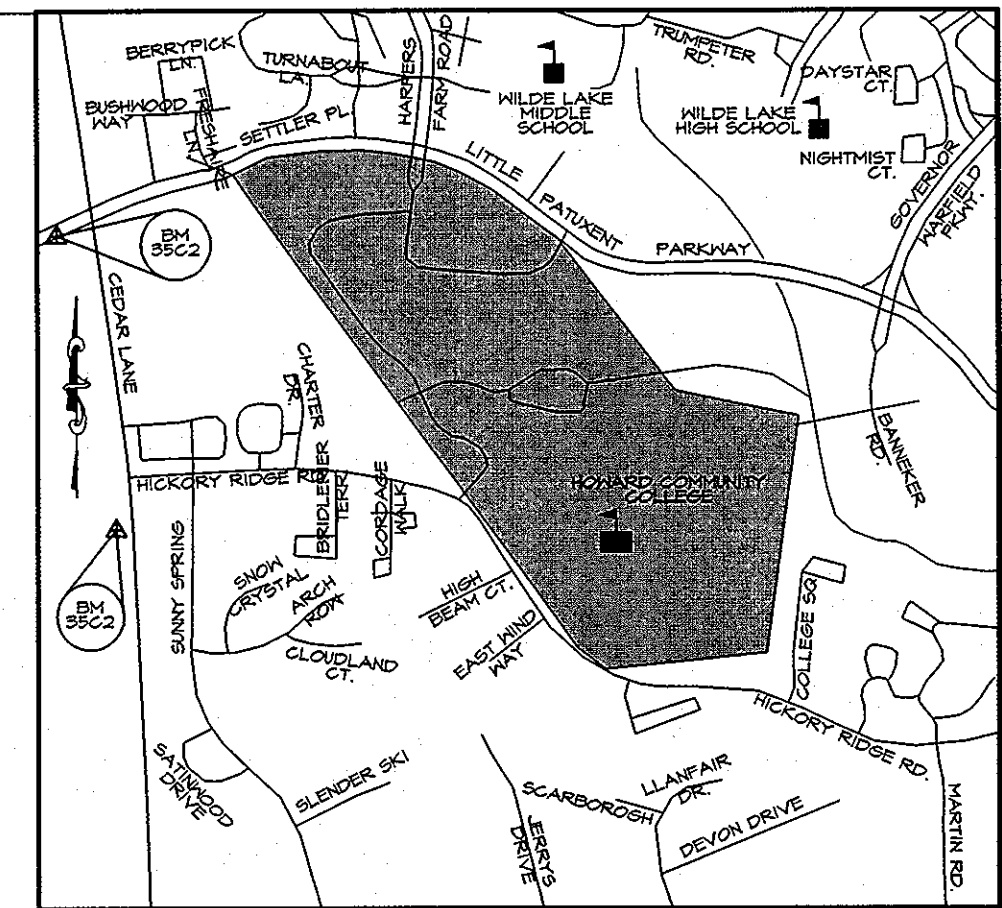 BERRYPICK
LN.
TURNABOUT
LA.
HARPERS
FARM ROAD
TRUMPETER
RD.
DAYSTAR
CT.
BUSHWOOD
WAY
FRESHAIRE
LN.
SETTLER PL.
WILDE LAKE
MIDDLE
SCHOOL
WILDE LAKE
HIGH SCHOOL
NIGHTMIST
CT.
GOVERNOR
WARFIELD
PKWY.
LITTLE
PATUXENT
PARKWAY
BM
35C2
CEDAR LANE
CHARTER
DR.
BANNEKER
RD.
HICKORY RIDGE RD.
BRIDLERER
TERR
CORDAGE
WALK
HOWARD COMMUNITY
COLLEGE
BM
35C2
SUNNY SPRING
SNOW
CRYSTAL
ARCH
ROW
CLOUDLAND
CT.
HIGH
BEAM CT.
EAST WIND
WAY
COLLEGE SQ.
HICKORY RIDGE RD.
SATINWOOD
DRIVE
SLENDER SKI
JERRYS
DRIVE
SCARBOROGH
LLANFAIR
DR.
DEVON DRIVE
MARTIN RD.